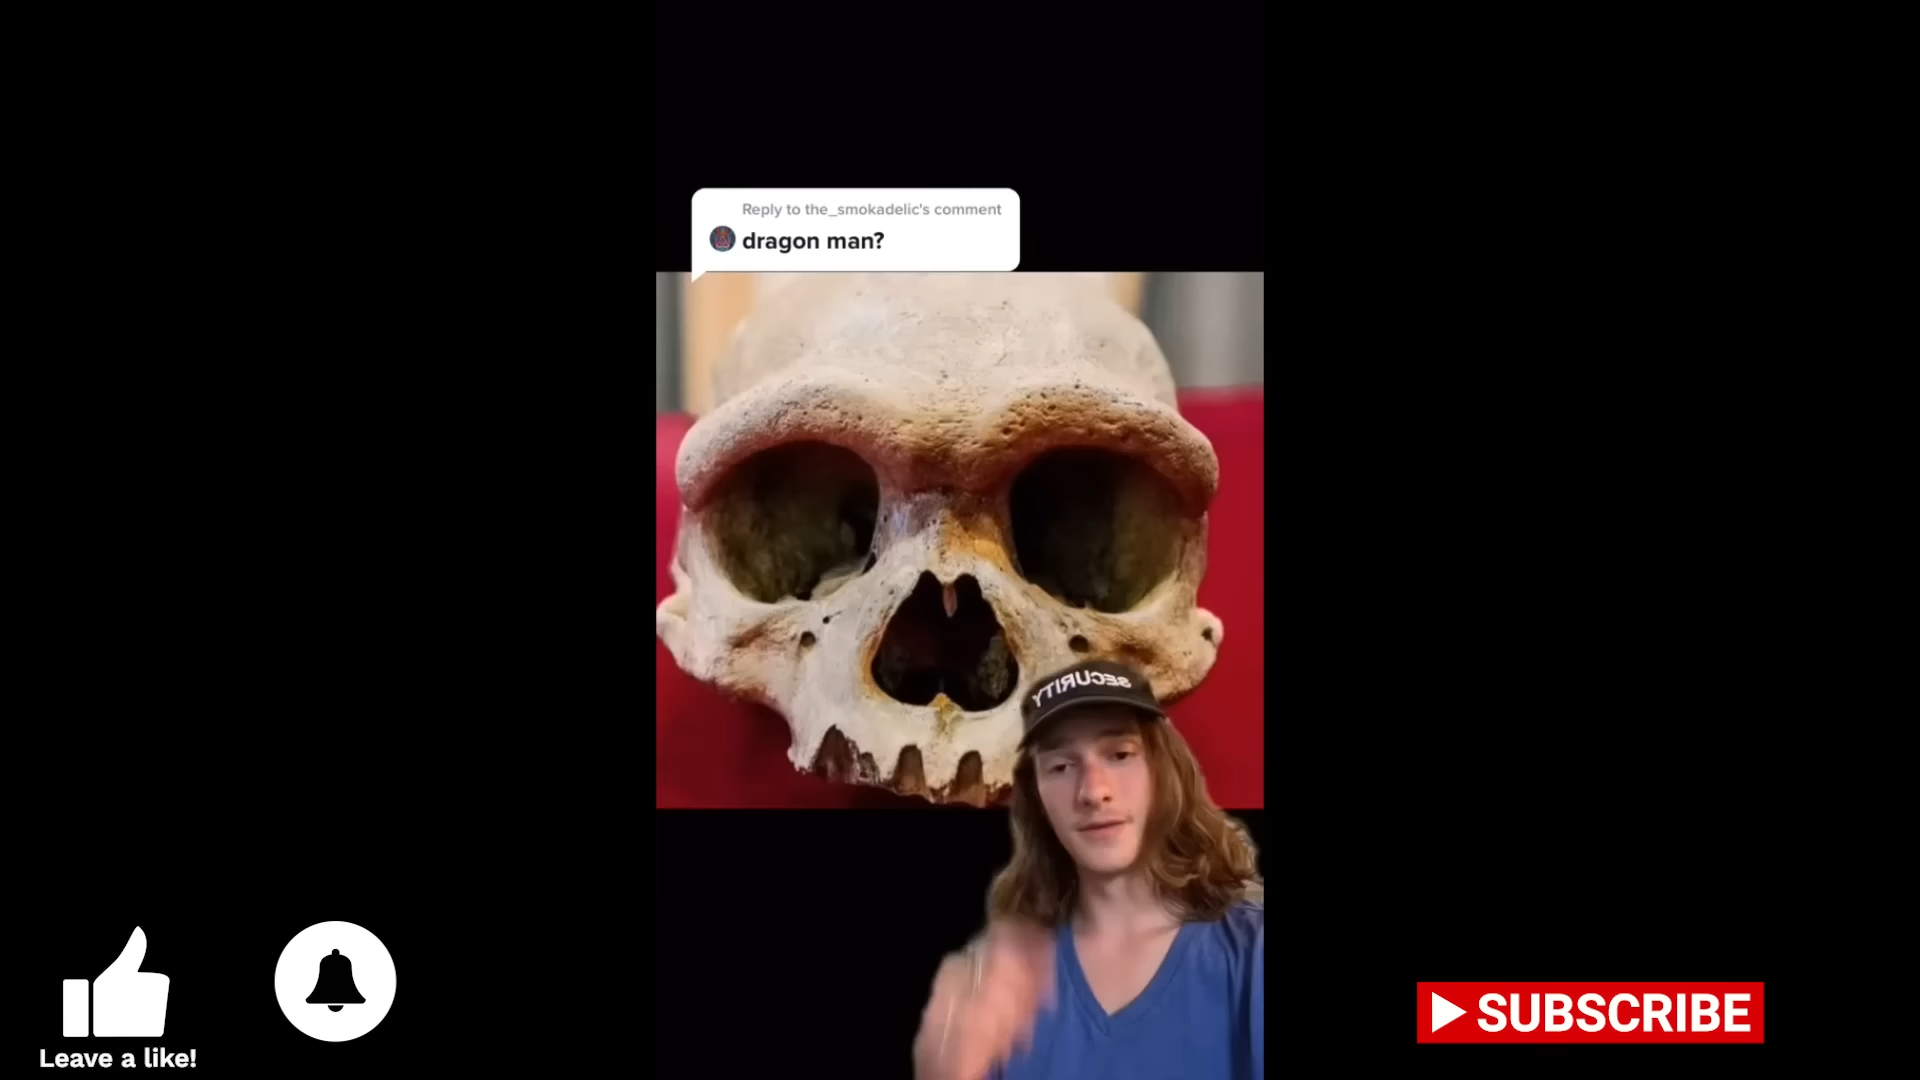 Reply to the_smokadelic's comment
dragon man?
SECURITY
Leave a like!
SUBSCRIBE